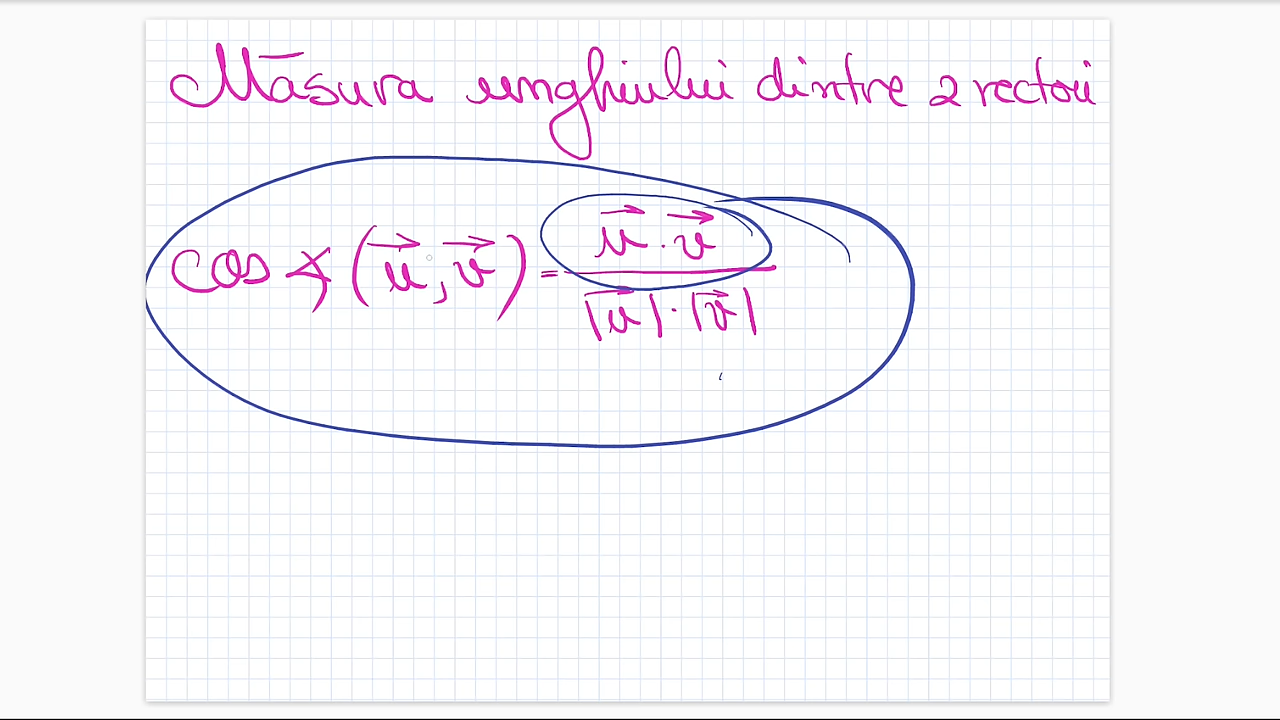 Măsura unghiului dintre 2 vectori
cos ∢ (u⃗, v⃗) = (u⃗ · v⃗) / (|u⃗| · |v⃗|)